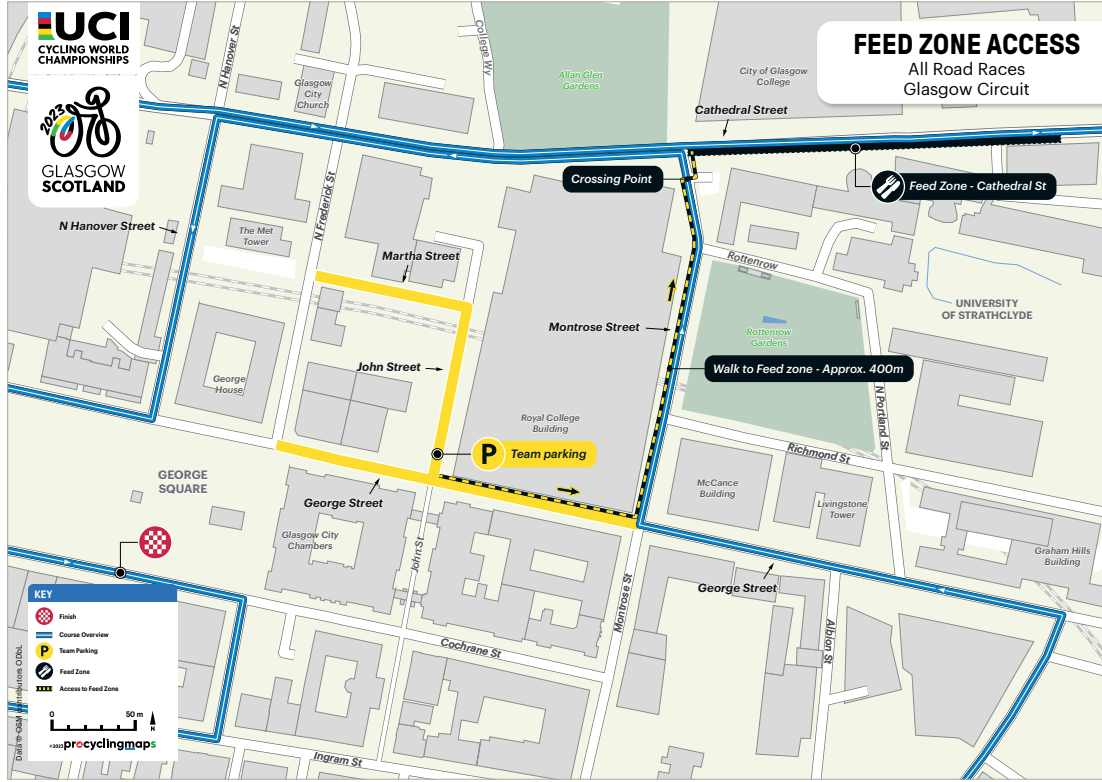 UCI
CYCLING WORLD
CHAMPIONSHIPS
2023
GLASGOW
SCOTLAND
FEED ZONE ACCESS
All Road Races
Glasgow Circuit
N Hanover St
College Wy
Glasgow
City
Church
Allan Glen
Gardens
City of Glasgow
College
Cathedral Street
Crossing Point
Feed Zone - Cathedral St
N Hanover Street
N Frederick St
The Met
Tower
Martha Street
Rottenrow
UNIVERSITY
OF STRATHCLYDE
Montrose Street
Rottenrow
Gardens
John Street
Walk to Feed zone - Approx. 400m
George
House
N Portland St
Royal College
Building
P
Team parking
Richmond St
GEORGE
SQUARE
McCance
Building
George Street
Livingstone
Tower
Glasgow City
Chambers
John St
Graham Hills
Building
George Street
Montrose St
Albion St
Cochrane St
Ingram St
KEY
Finish
Course Overview
P
Team Parking
Feed Zone
Access to Feed Zone
0
50 m
N
©2023 procyclingmaps
Data © OSM contributors ODbL